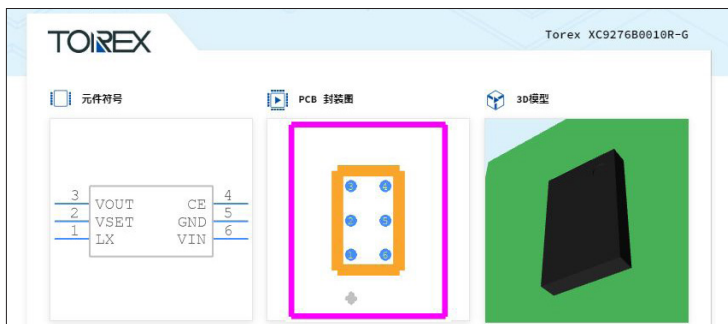 TOREX
Torex XC9276B0010R-G
元件符号
PCB 封装图
3D模型
3 VOUT CE 4
2 VSET GND 5
1 LX VIN 6
3 4
2 5
1 6